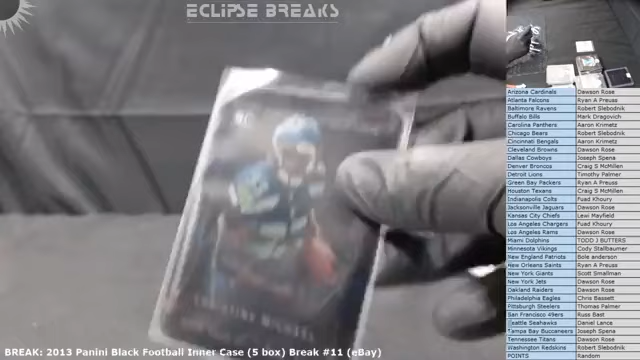 ECLIPSE BREAKS
Arizona Cardinals Dawson Rose
Atlanta Falcons Ryan A Preuss
Baltimore Ravens Robert Slebodnik
Buffalo Bills Mark Dragovich
Carolina Panthers Aaron Krimetz
Chicago Bears Robert Slebodnik
Cincinnati Bengals Aaron Krimetz
Cleveland Browns Dawson Rose
Dallas Cowboys Joseph Spena
Denver Broncos Craig S McMillen
Detroit Lions Timothy Palmer
Green Bay Packers Ryan A Preuss
Houston Texans Craig S McMillen
Indianapolis Colts Fuad Khoury
Jacksonville Jaguars Dawson Rose
Kansas City Chiefs Lewi Mayfield
Los Angeles Chargers Fuad Khoury
Los Angeles Rams Dawson Rose
Miami Dolphins TODD J BUTTERS
Minnesota Vikings Cody Stallbaumer
New England Patriots Bole anderson
New Orleans Saints Ryan A Preuss
New York Giants Scott Smallman
New York Jets Dawson Rose
Oakland Raiders Dawson Rose
Philadelphia Eagles Chris Bassett
Pittsburgh Steelers Thomas Palmer
San Francisco 49ers Russ Bast
Seattle Seahawks Daniel Lance
Tampa Bay Buccaneers Joseph Spena
Tennessee Titans Dawson Rose
Washington Redskins Robert Slebodnik
POINTS Random
BREAK: 2013 Panini Black Football Inner Case (5 box) Break #11 (eBay)